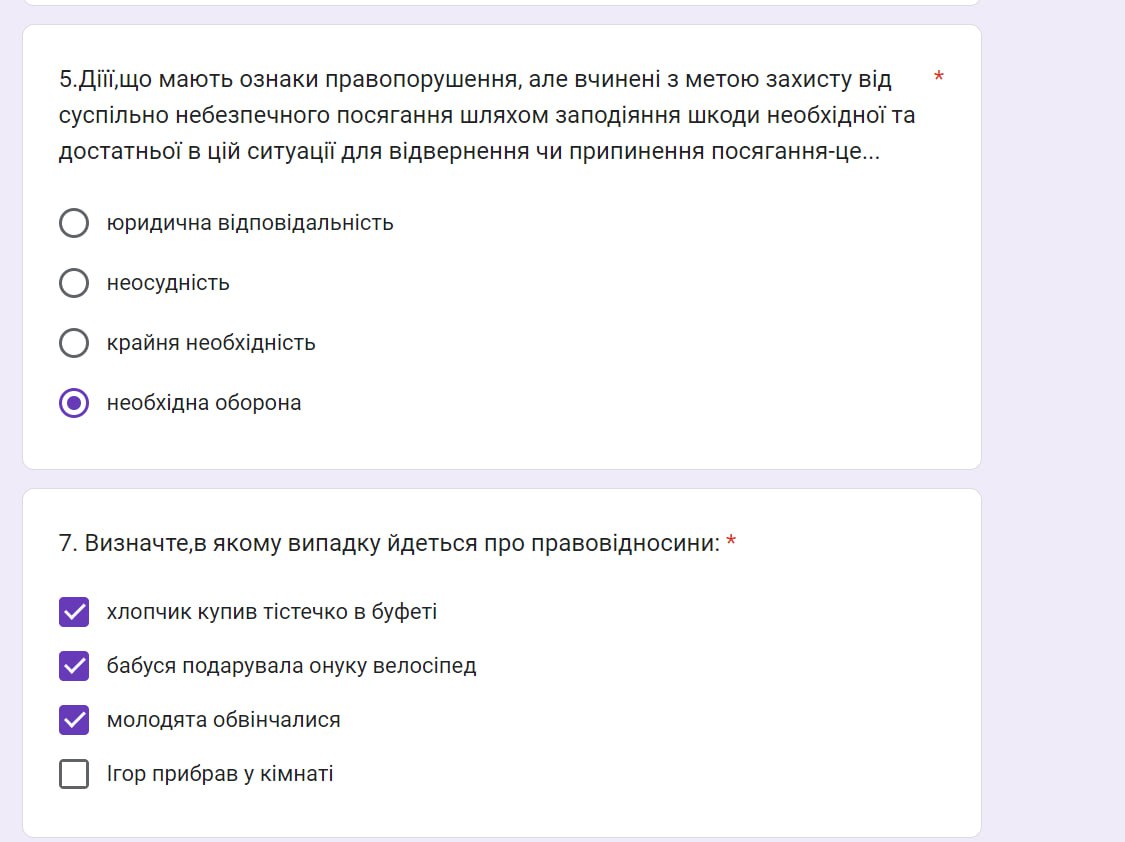 5.Діїї,що мають ознаки правопорушення, але вчинені з метою захисту від *
суспільно небезпечного посягання шляхом заподіяння шкоди необхідної та
достатньої в цій ситуації для відвернення чи припинення посягання-це...
юридична відповідальність
неосудність
крайня необхідність
необхідна оборона
7. Визначте,в якому випадку йдеться про правовідносини: *
хлопчик купив тістечко в буфеті
бабуся подарувала онуку велосіпед
молодята обвінчалися
Ігор прибрав у кімнаті